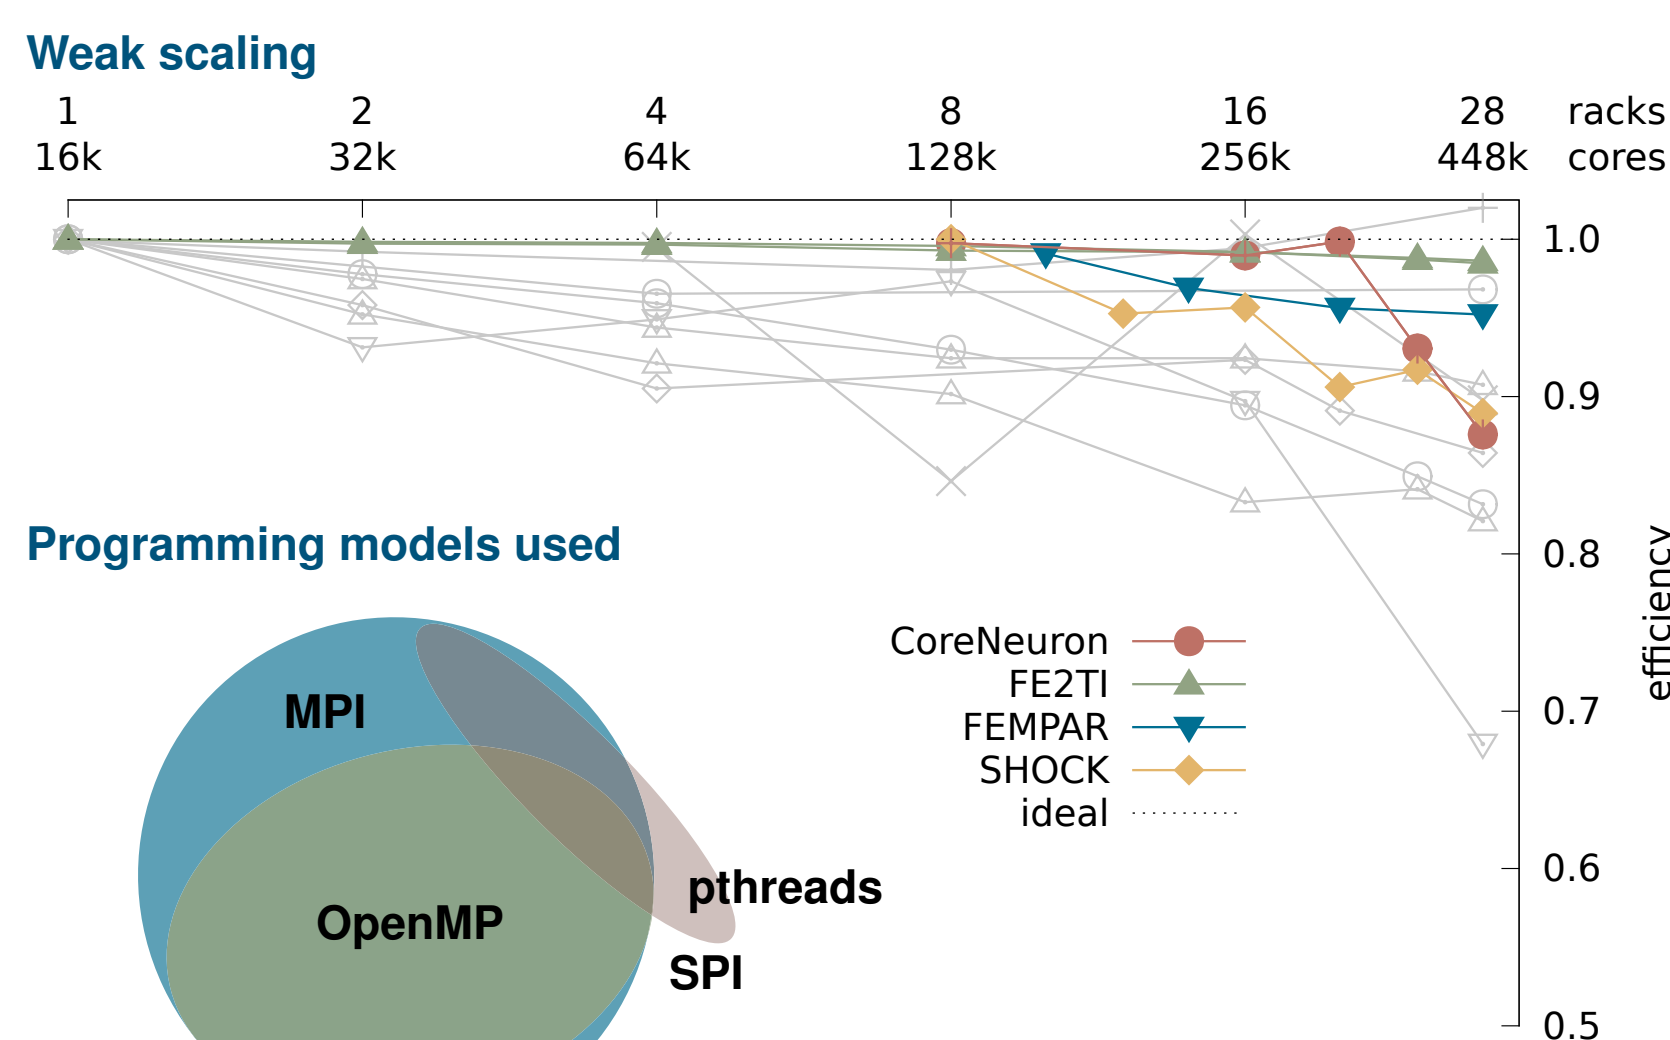 Weak scaling
1 2 4 8 16 28 racks
16k 32k 64k 128k 256k 448k cores
1.0
0.9
0.8
0.7
0.6
0.5
efficiency
Programming models used
MPI
OpenMP
pthreads
SPI
CoreNeuron
FE2TI
FEMPAR
SHOCK
ideal